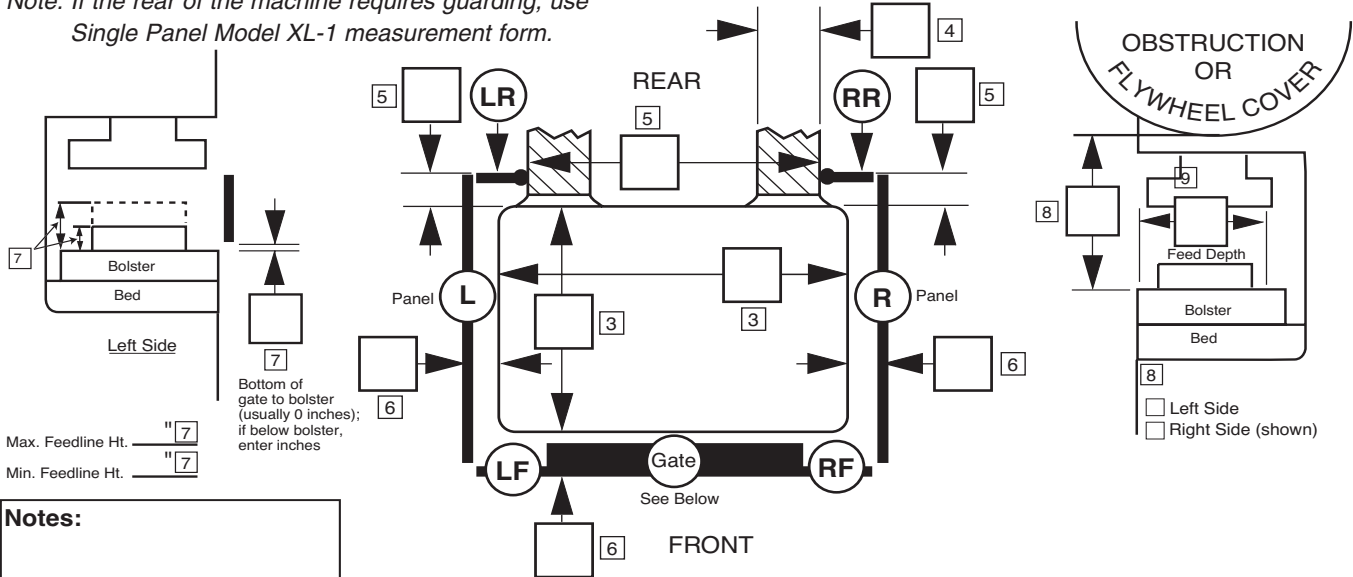 Note: If the rear of the machine requires guarding, use
Single Panel Model XL-1 measurement form.
4
OBSTRUCTION
OR
FLYWHEEL COVER
REAR
5
LR
5
RR
5
9
8
Feed Depth
7
Bolster
Bed
Left Side
7
Bottom of
gate to bolster
(usually 0 inches);
if below bolster,
enter inches
Max. Feedline Ht. "7
Min. Feedline Ht. "7
Panel
L
3
3
R
Panel
6
6
Bolster
Bed
8
Left Side
Right Side (shown)
LF
Gate
RF
See Below
6
FRONT
Notes: